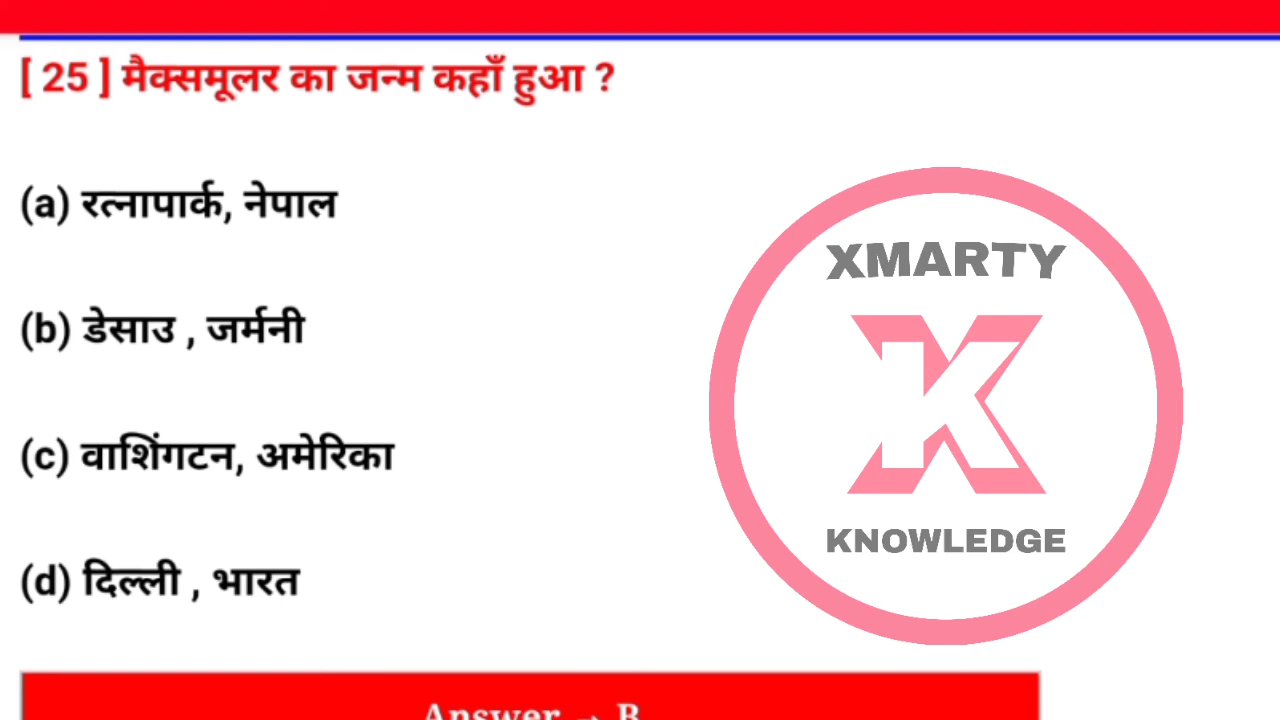 [ 25 ] मैक्समूलर का जन्म कहाँ हुआ ?
(a) रत्नापार्क, नेपाल
(b) डेसाउ , जर्मनी
(c) वाशिंगटन, अमेरिका
(d) दिल्ली , भारत
XMARTY
X
K
KNOWLEDGE
Answer → B